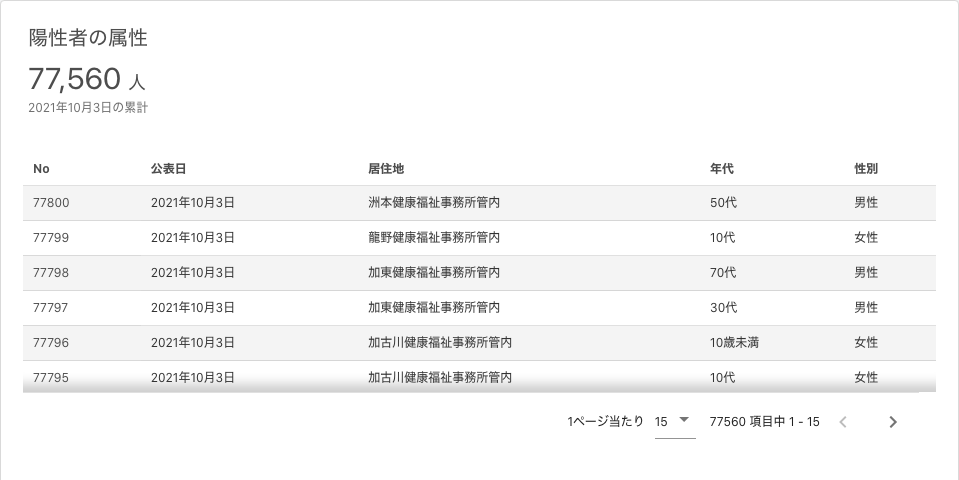 陽性者の属性
77,560 人
2021年10月3日の累計
No 公表日 居住地 年代 性別
77800 2021年10月3日 洲本健康福祉事務所管内 50代 男性
77799 2021年10月3日 龍野健康福祉事務所管内 10代 女性
77798 2021年10月3日 加東健康福祉事務所管内 70代 男性
77797 2021年10月3日 加東健康福祉事務所管内 30代 男性
77796 2021年10月3日 加古川健康福祉事務所管内 10歳未満 女性
77795 2021年10月3日 加古川健康福祉事務所管内 10代 女性
1ページ当たり 15 77560 項目中 1 - 15